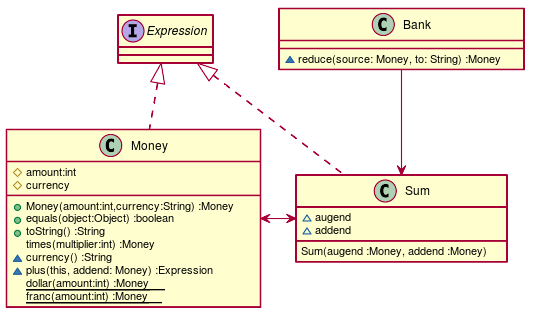 I Expression
C Bank
reduce(source: Money, to: String) :Money
C Money
amount:int
currency
Money(amount:int,currency:String) :Money
equals(object:Object) :boolean
toString() :String
times(multiplier:int) :Money
currency() :String
plus(this, addend: Money) :Expression
dollar(amount:int) :Money
franc(amount:int) :Money
C Sum
augend
addend
Sum(augend :Money, addend :Money)